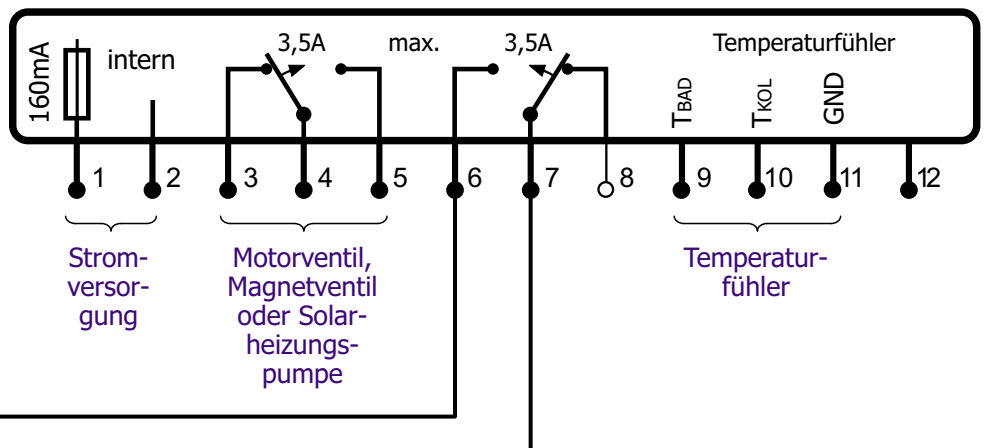 160mA
intern
3,5A
max.
3,5A
Temperaturfühler
TBAD
TKOL
GND
1
2
3
4
5
6
7
8
9
10
11
12
Strom-
versor-
gung
Motorventil,
Magnetventil
oder Solar-
heizungs-
pumpe
Temperatur-
fühler